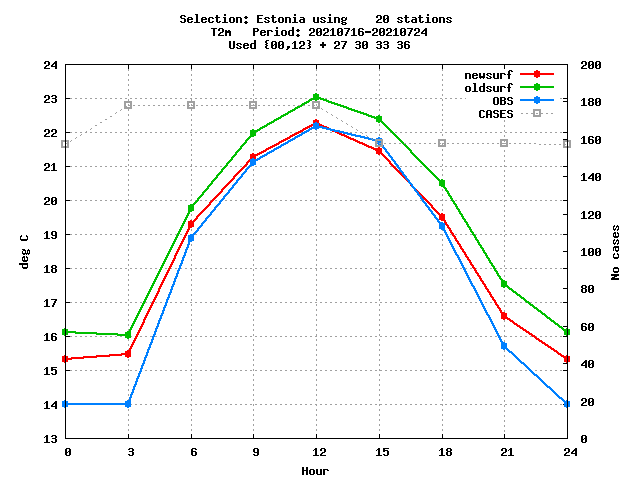 Selection: Estonia using    20 stations
T2m   Period: 20210716-20210724
Used {00,12} + 27 30 33 36
newsurf
oldsurf
OBS
CASES
deg C
24
23
22
21
20
19
18
17
16
15
14
13
200
180
160
140
120
100
80
60
40
20
0
No cases
0 3 6 9 12 15 18 21 24
Hour